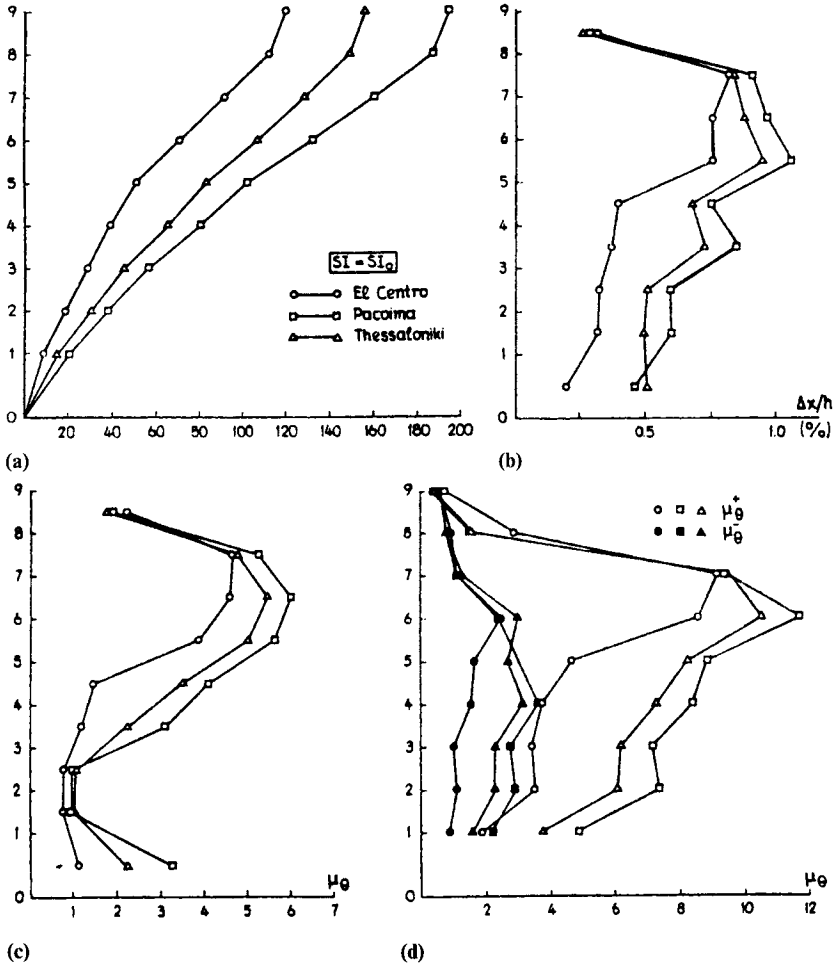 9
8
7
6
5
4
3
2
1
0
20 40 60 80 100 120 140 160 180 200
SI = SI₀
El Centro
Pacoima
Thessaloniki
(a)
9
8
7
6
5
4
3
2
1
0
0.5 1.0
Δx/h
(%)
(b)
9
8
7
6
5
4
3
2
1
0
1 2 3 4 5 6 7
μθ
(c)
9
8
7
6
5
4
3
2
1
0
2 4 6 8 10 12
μθ
μθ⁺
μθ⁻
(d)